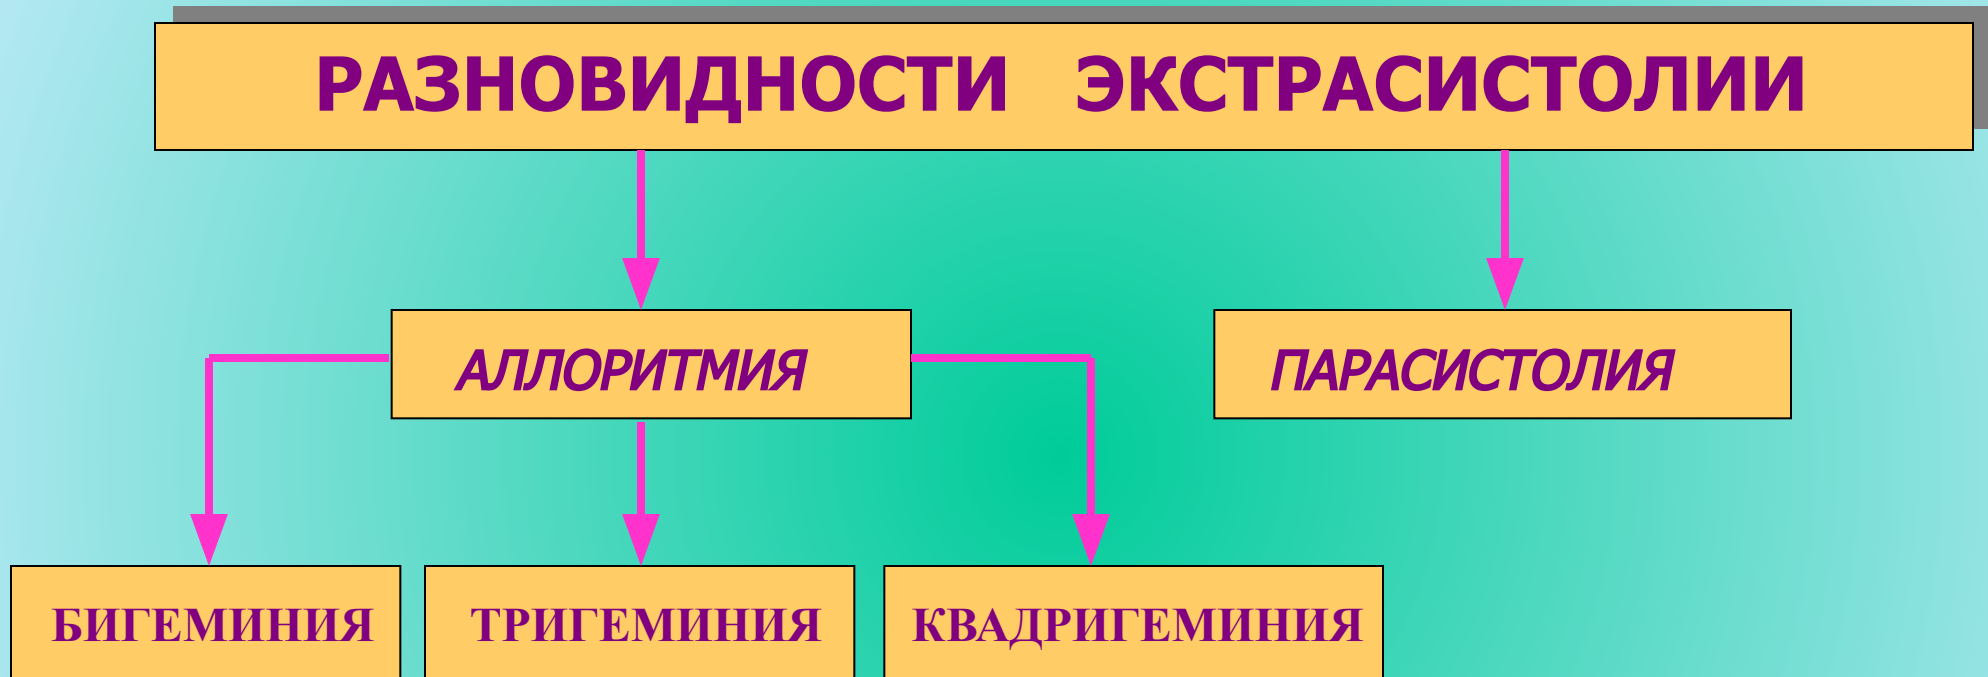 РАЗНОВИДНОСТИ ЭКСТРАСИСТОЛИИ
АЛЛОРИТМИЯ
ПАРАСИСТОЛИЯ
БИГЕМИНИЯ
ТРИГЕМИНИЯ
КВАДРИГЕМИНИЯ